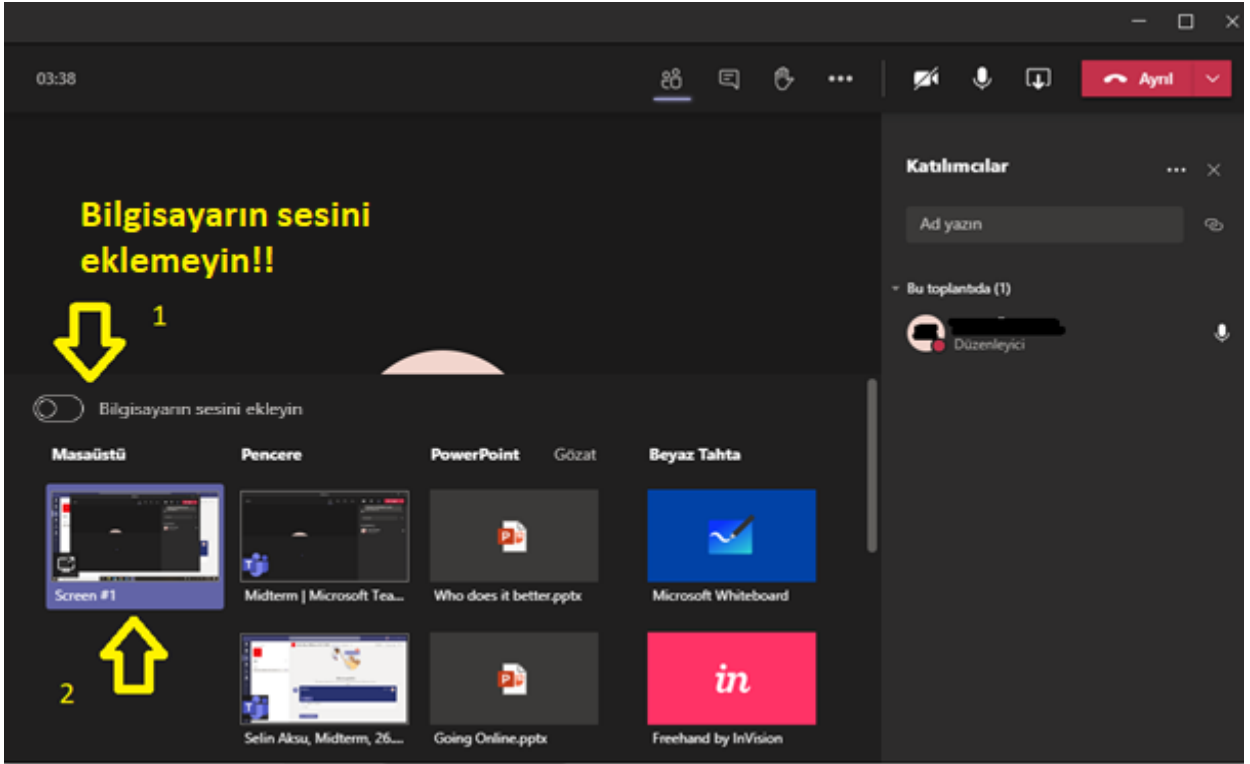 03:38
Ayrıl
Katılımcılar
Ad yazın
Bu toplantıda (1)
Düzenleyici
Bilgisayarın sesini
eklemeyin!!
1
Bilgisayarın sesini ekleyin
Masaüstü Pencere PowerPoint Gözat Beyaz Tahta
Screen #1 Midterm | Microsoft Tea... Who does it better.pptx Microsoft Whiteboard
2
in
Selin Aksu, Midterm, 26.... Going Online.pptx Freehand by InVision